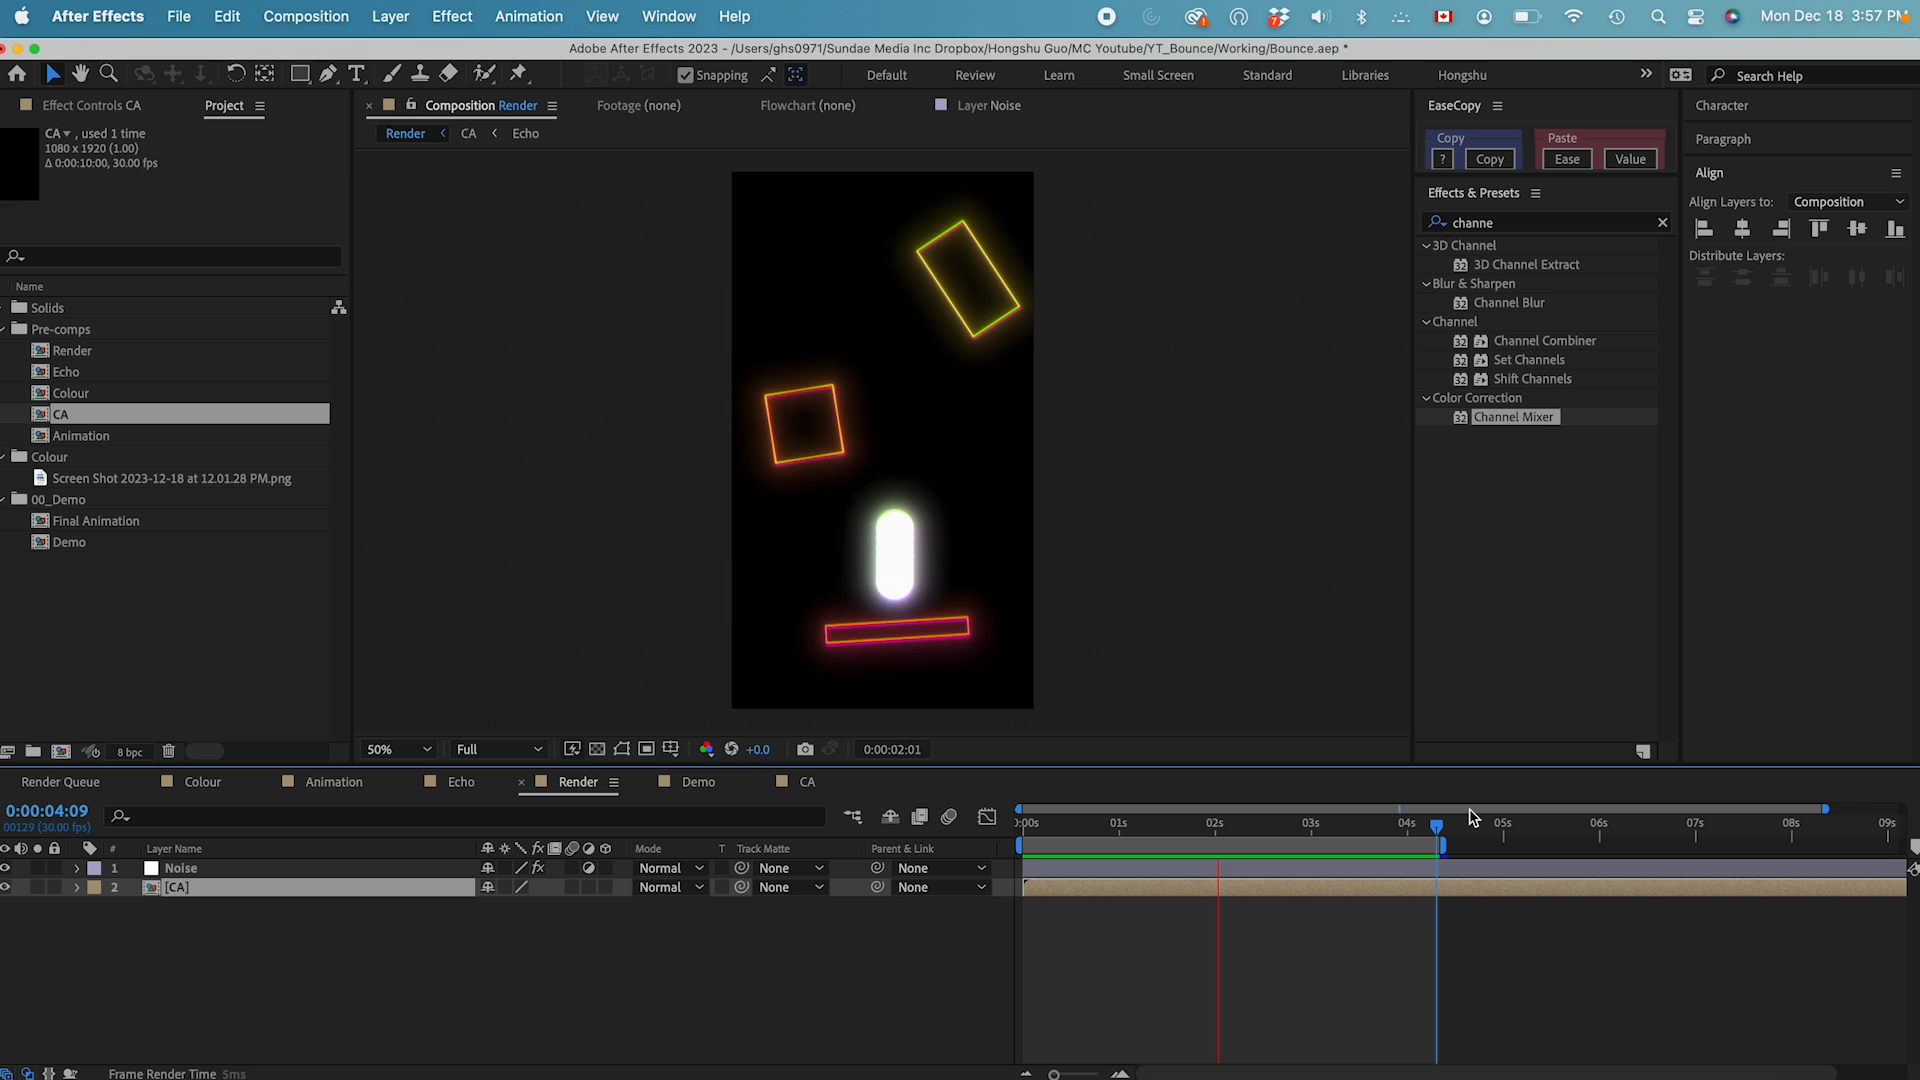 After Effects File Edit Composition Layer Effect Animation View Window Help 7 Mon Dec 18 3:57 PM
Adobe After Effects 2023 - /Users/ghs0971/Sundae Media Inc Dropbox/Hongshu Guo/MC Youtube/YT_Bounce/Working/Bounce.aep *
T Snapping Default Review Learn Small Screen Standard Libraries Hongshu » Search Help
Effect Controls CA Project
CA , used 1 time
1080 x 1920 (1.00)
Δ 0:00:10:00, 30.00 fps
Name
Solids
Pre-comps
Render
Echo
Colour
CA
Animation
Colour
Screen Shot 2023-12-18 at 12.01.28 PM.png
00_Demo
Final Animation
Demo
8 bpc
× Composition Render Footage (none) Flowchart (none) Layer Noise
Render < CA < Echo
50% Full +0.0 0:00:02:01
EaseCopy
Copy Paste
? Copy Ease Value
Effects & Presets
channe ×
3D Channel
32 3D Channel Extract
Blur & Sharpen
32 Channel Blur
Channel
32 Channel Combiner
32 Set Channels
32 Shift Channels
Color Correction
32 Channel Mixer
Character
Paragraph
Align
Align Layers to: Composition
Distribute Layers:
Render Queue Colour Animation Echo × Render Demo CA
0:00:04:09
00129 (30.00 fps)
# Layer Name fx Mode T Track Matte Parent & Link
1 Noise fx Normal None None
2 [CA] Normal None None
0:00s 01s 02s 03s 04s 05s 06s 07s 08s 09s
Frame Render Time 5ms